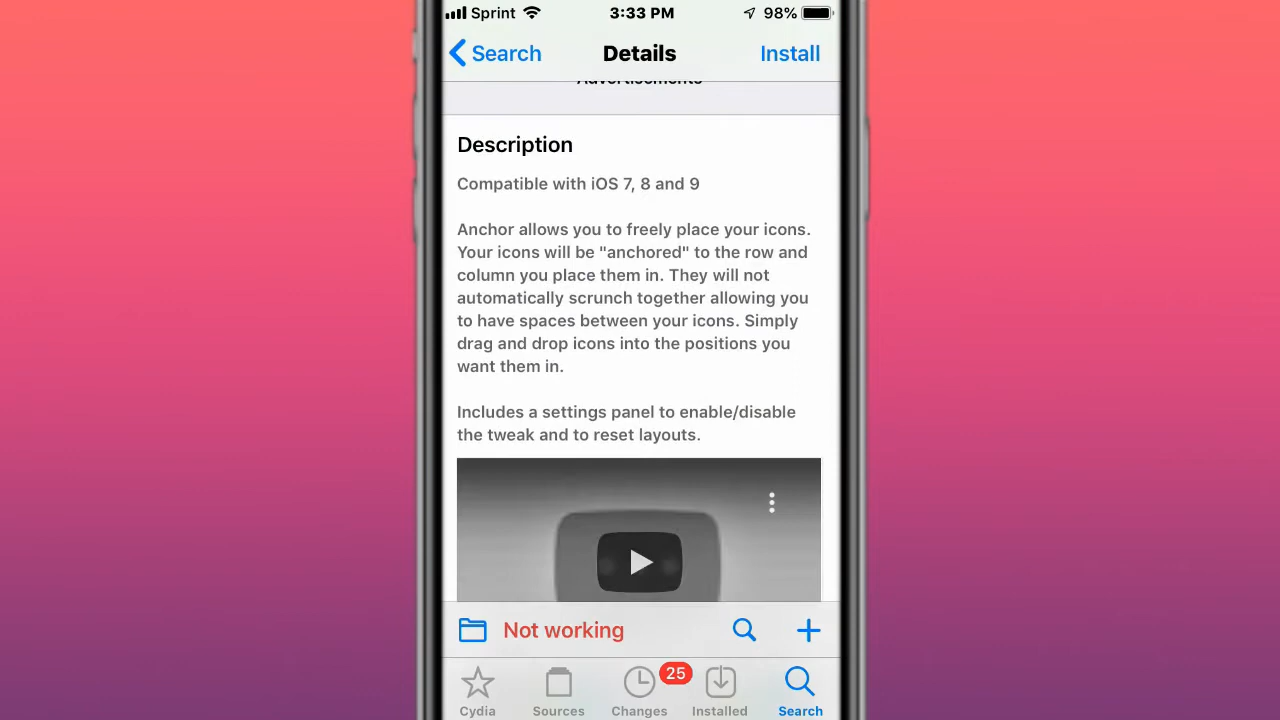 Sprint 3:33 PM 98%
Search Details Install
Advertisements
Description
Compatible with iOS 7, 8 and 9
Anchor allows you to freely place your icons.
Your icons will be "anchored" to the row and
column you place them in. They will not
automatically scrunch together allowing you
to have spaces between your icons. Simply
drag and drop icons into the positions you
want them in.
Includes a settings panel to enable/disable
the tweak and to reset layouts.
Not working
25
Cydia Sources Changes Installed Search